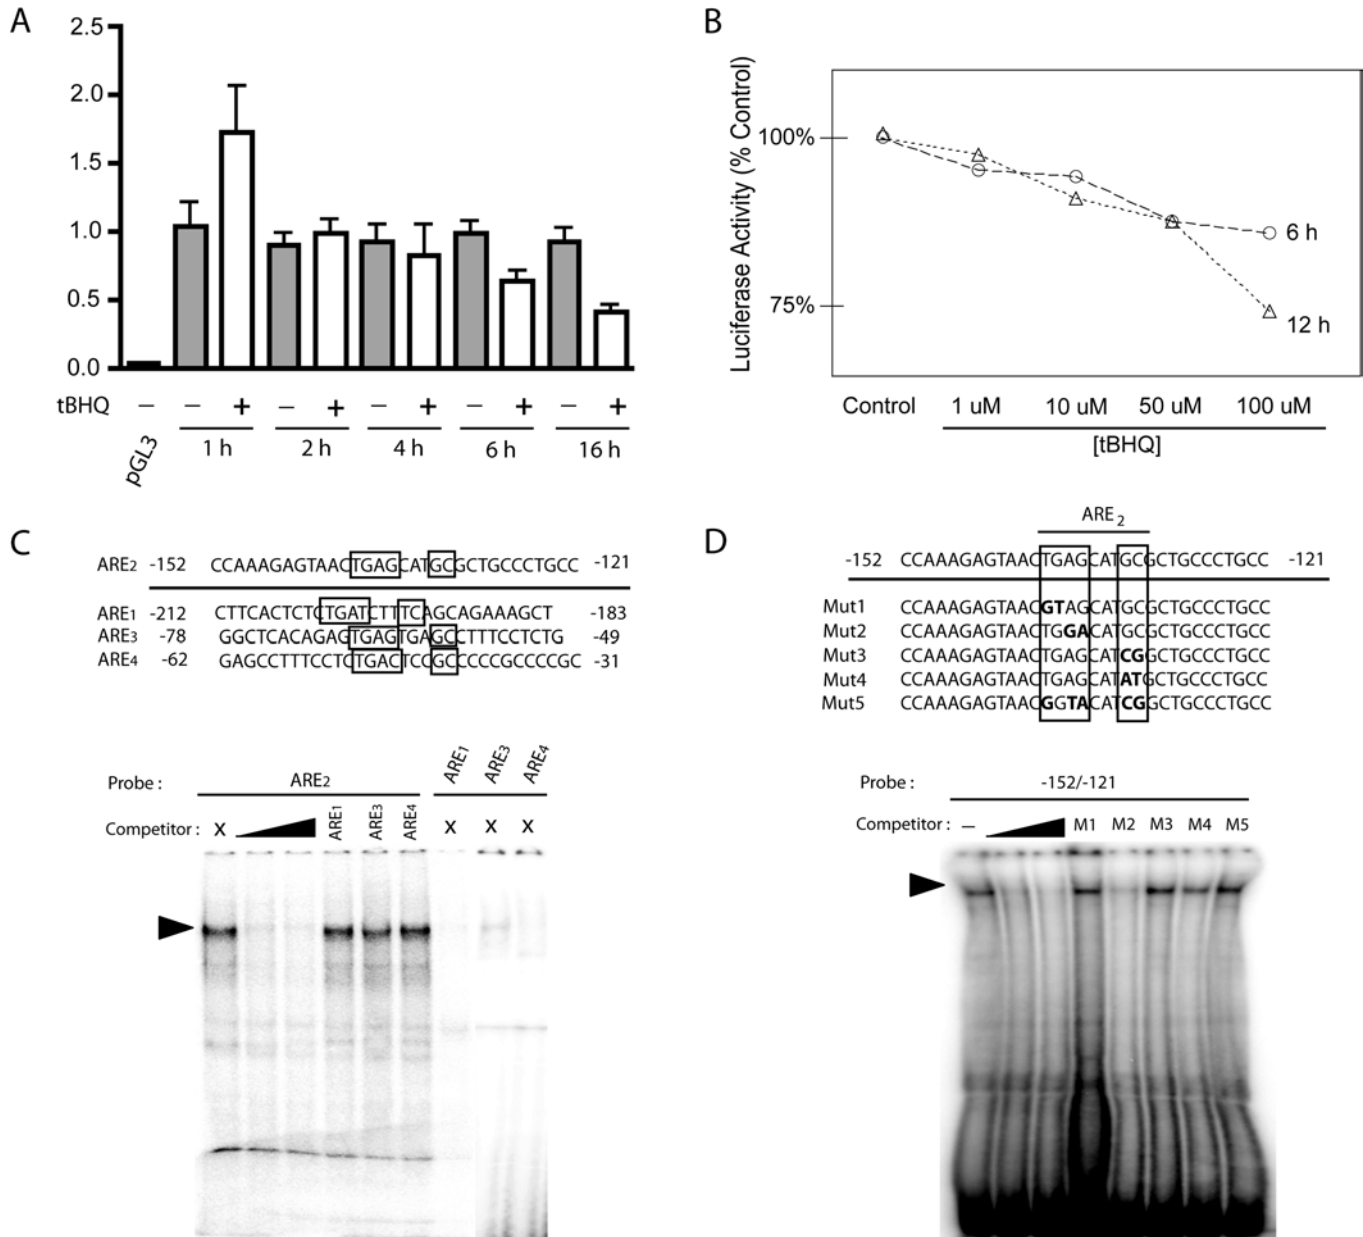 A
2.5
2.0
1.5
1.0
0.5
0.0
tBHQ – – + – + – + – + – +
pGL3 1 h 2 h 4 h 6 h 16 h
B
Luciferase Activity (% Control)
100%
75%
6 h
12 h
Control 1 uM 10 uM 50 uM 100 uM
[tBHQ]
C
ARE2 -152 CCAAAGAGTAACTGAGCATGCGCTGCCCTGCC -121
ARE1 -212 CTTCACTCTCTGATCTTTCAGCAGAAAGCT -183
ARE3 -78 GGCTCACAGAGTGAGTGAGCCTTTCCTCTG -49
ARE4 -62 GAGCCTTTCCTCTGACTCCGCCCCCGCCCCGC -31
Probe : ARE2 ARE1 ARE3 ARE4
Competitor : X ARE1 ARE3 ARE4 X X X
D
ARE 2
-152 CCAAAGAGTAACTGAGCATGCGCTGCCCTGCC -121
Mut1 CCAAAGAGTAACGTAGCATGCGCTGCCCTGCC
Mut2 CCAAAGAGTAACTGGACATGCGCTGCCCTGCC
Mut3 CCAAAGAGTAACTGAGCATCGGCTGCCCTGCC
Mut4 CCAAAGAGTAACTGAGCATATGCTGCCCTGCC
Mut5 CCAAAGAGTAACGGTACATCGGCTGCCCTGCC
Probe : -152/-121
Competitor : – M1 M2 M3 M4 M5